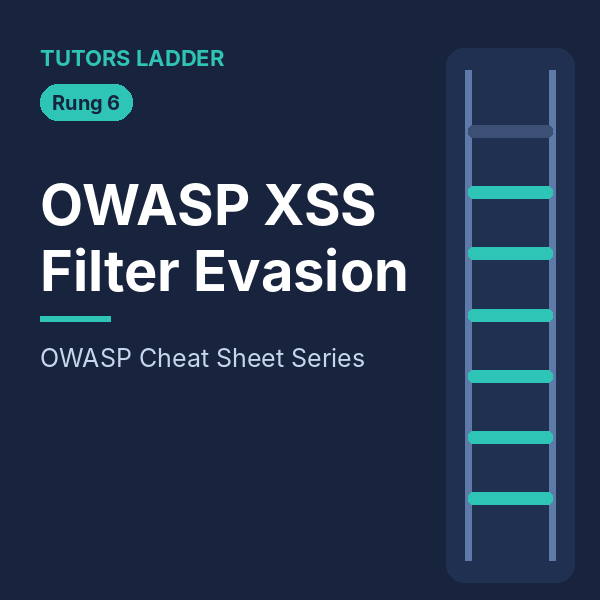 TUTORS LADDER
Rung 6
OWASP XSS
Filter Evasion
OWASP Cheat Sheet Series